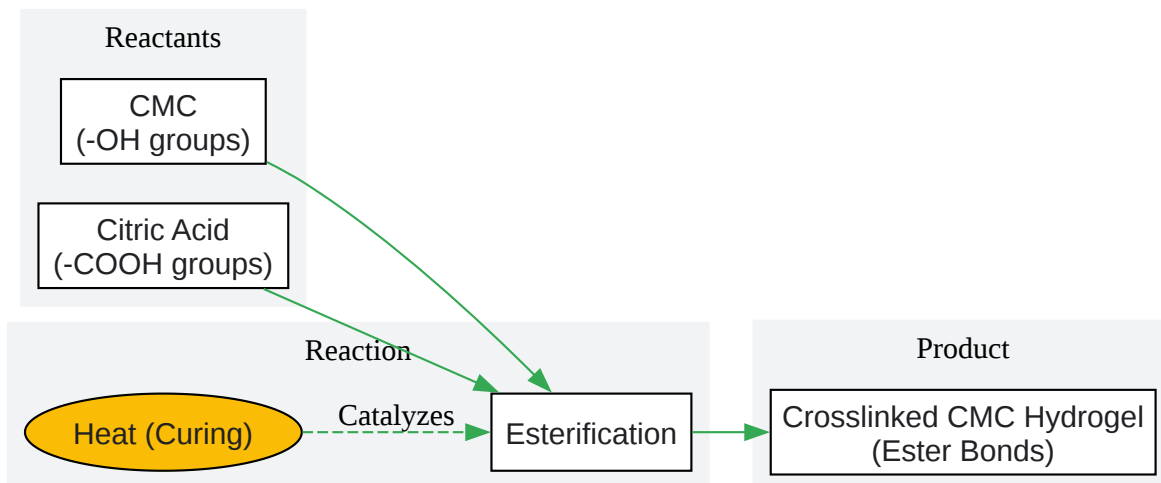 Reactants
CMC
(-OH groups)
Citric Acid
(-COOH groups)
Reaction
Heat (Curing)
Catalyzes
Esterification
Product
Crosslinked CMC Hydrogel
(Ester Bonds)